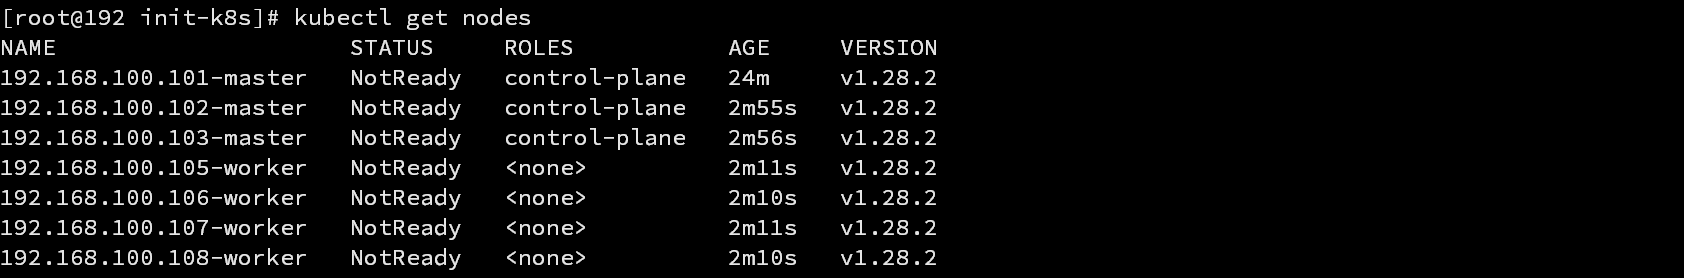 [root@192 init-k8s]# kubectl get nodes
NAME                     STATUS     ROLES           AGE     VERSION
192.168.100.101-master   NotReady   control-plane   24m     v1.28.2
192.168.100.102-master   NotReady   control-plane   2m55s   v1.28.2
192.168.100.103-master   NotReady   control-plane   2m56s   v1.28.2
192.168.100.105-worker   NotReady   <none>          2m11s   v1.28.2
192.168.100.106-worker   NotReady   <none>          2m10s   v1.28.2
192.168.100.107-worker   NotReady   <none>          2m11s   v1.28.2
192.168.100.108-worker   NotReady   <none>          2m10s   v1.28.2